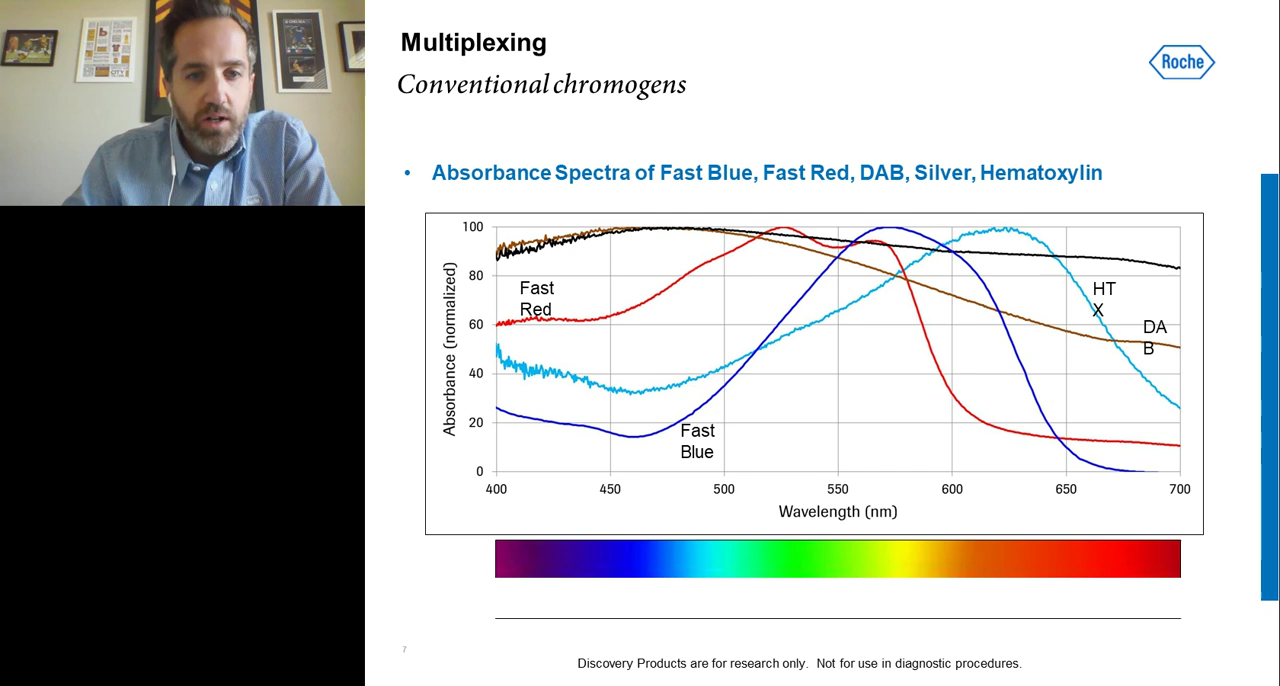 Multiplexing
Conventional chromogens
Roche
• Absorbance Spectra of Fast Blue, Fast Red, DAB, Silver, Hematoxylin
Absorbance (normalized)
100
80
60
40
20
0
Fast
Red
HT
X
DA
B
Fast
Blue
400 450 500 550 600 650 700
Wavelength (nm)
7
Discovery Products are for research only. Not for use in diagnostic procedures.